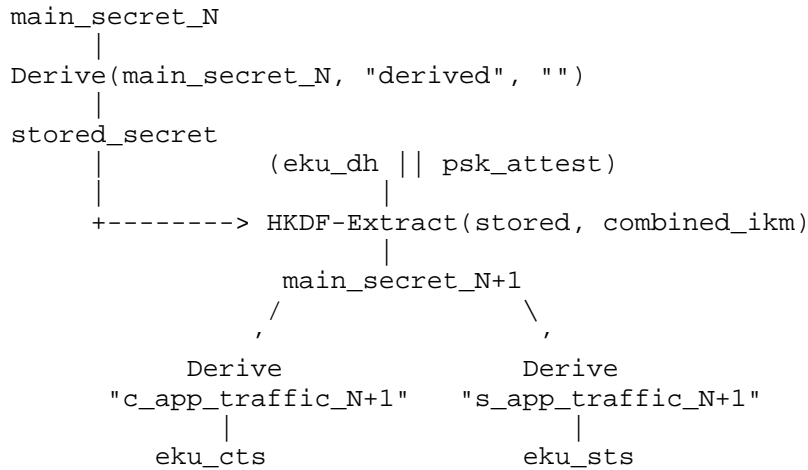 main_secret_N
|
Derive(main_secret_N, "derived", "")
|
stored_secret
| (eku_dh || psk_attest)
| |
+--------> HKDF-Extract(stored, combined_ikm)
|
main_secret_N+1
/ \
, ,
Derive Derive
"c_app_traffic_N+1" "s_app_traffic_N+1"
| |
eku_cts eku_sts